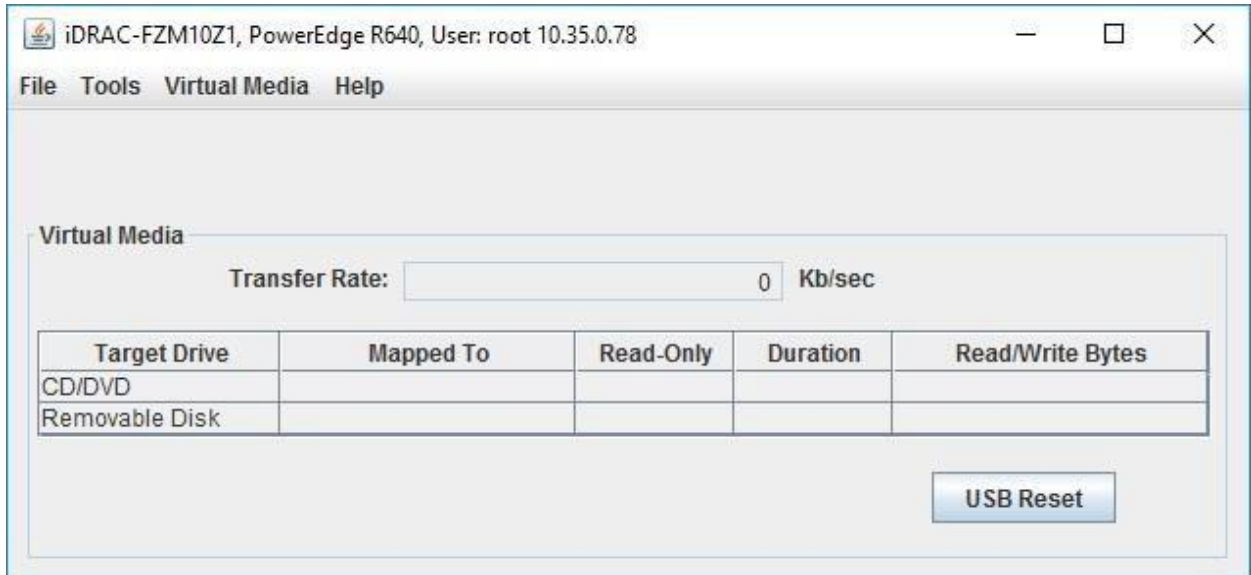 iDRAC-FZM10Z1, PowerEdge R640, User: root 10.35.0.78
File Tools Virtual Media Help
Virtual Media
Transfer Rate: 0 Kb/sec
Target Drive Mapped To Read-Only Duration Read/Write Bytes
CD/DVD
Removable Disk
USB Reset